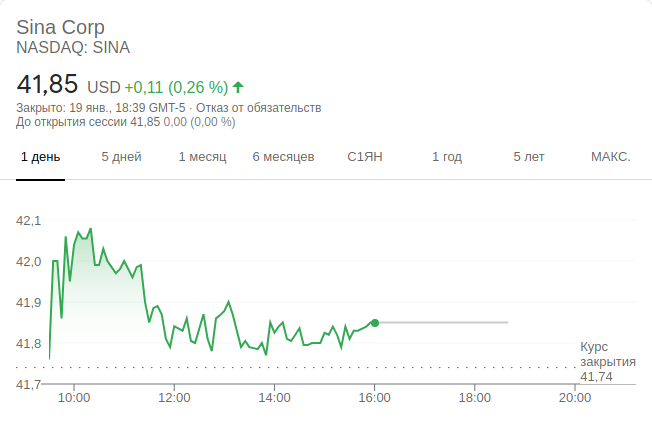 Sina Corp
NASDAQ: SINA
41,85 USD +0,11 (0,26 %)
Закрыто: 19 янв., 18:39 GMT-5 · Отказ от обязательств
До открытия сессии 41,85 0,00 (0,00 %)
1 день 5 дней 1 месяц 6 месяцев С1ЯН 1 год 5 лет МАКС.
42,1
42,0
41,9
41,8
Курс
закрытия
41,74
41,7
10:00 12:00 14:00 16:00 18:00 20:00